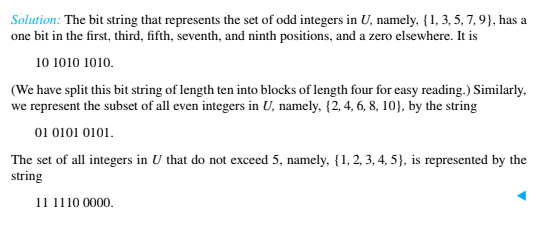 Solution: The bit string that represents the set of odd integers in U, namely, {1, 3, 5, 7, 9}, has a
one bit in the first, third, fifth, seventh, and ninth positions, and a zero elsewhere. It is
10 1010 1010.
(We have split this bit string of length ten into blocks of length four for easy reading.) Similarly,
we represent the subset of all even integers in U, namely, {2, 4, 6, 8, 10}, by the string
01 0101 0101.
The set of all integers in U that do not exceed 5, namely, {1, 2, 3, 4, 5}, is represented by the
string
11 1110 0000.